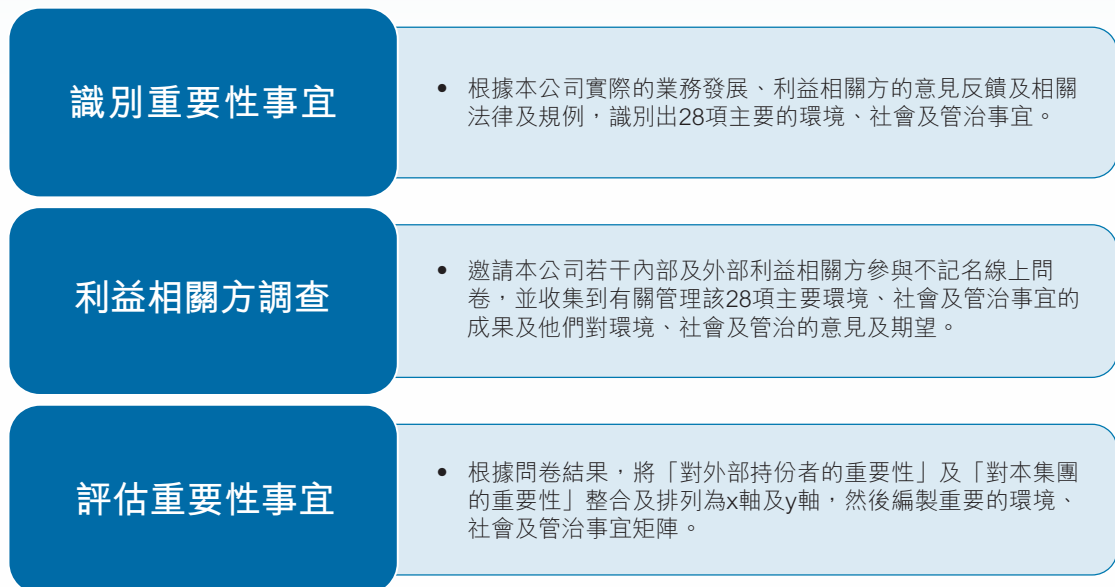 識別重要性事宜
• 根據本公司實際的業務發展、利益相關方的意見反饋及相關
法律及規例，識別出28項主要的環境、社會及管治事宜。
利益相關方調查
• 邀請本公司若干內部及外部利益相關方參與不記名線上問
卷，並收集到有關管理該28項主要環境、社會及管治事宜的
成果及他們對環境、社會及管治的意見及期望。
評估重要性事宜
• 根據問卷結果，將「對外部持份者的重要性」及「對本集團
的重要性」整合及排列為x軸及y軸，然後編製重要的環境、
社會及管治事宜矩陣。